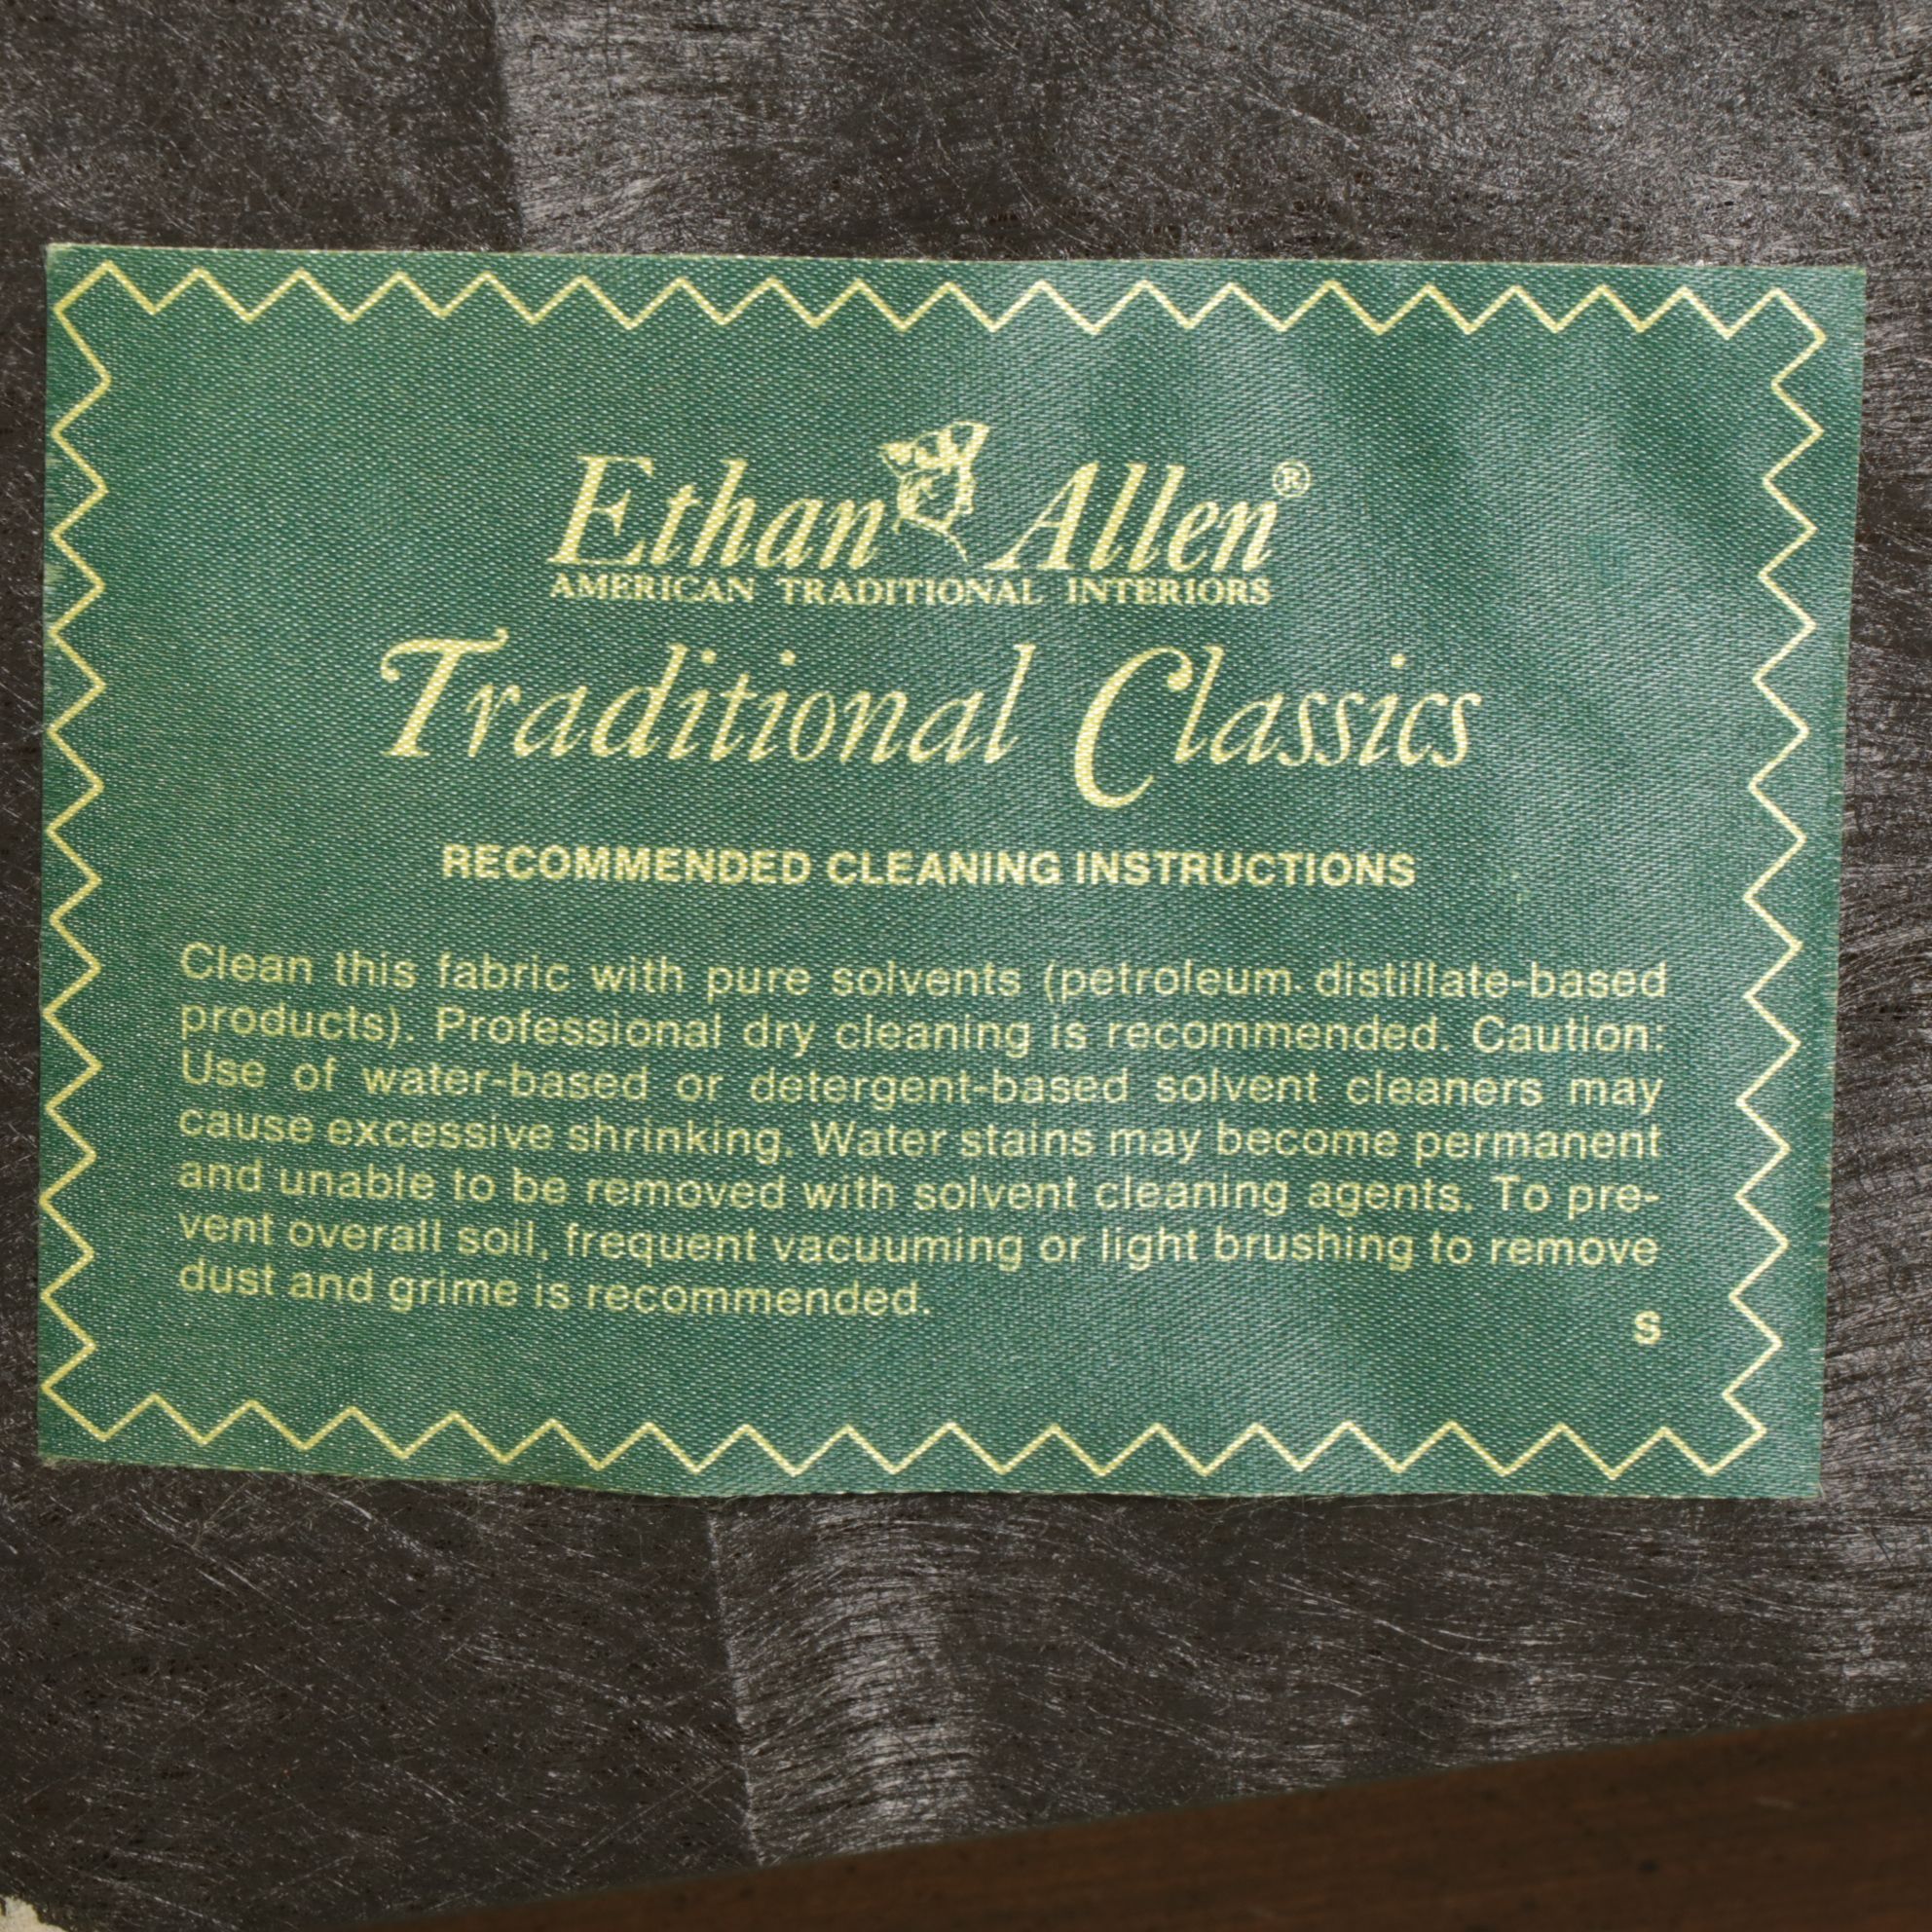 Ethan Allen®
AMERICAN TRADITIONAL INTERIORS
Traditional Classics
RECOMMENDED CLEANING INSTRUCTIONS
Clean this fabric with pure solvents (petroleum distillate-based
products). Professional dry cleaning is recommended. Caution:
Use of water-based or detergent-based solvent cleaners may
cause excessive shrinking. Water stains may become permanent
and unable to be removed with solvent cleaning agents. To pre-
vent overall soil, frequent vacuuming or light brushing to remove
dust and grime is recommended.
S